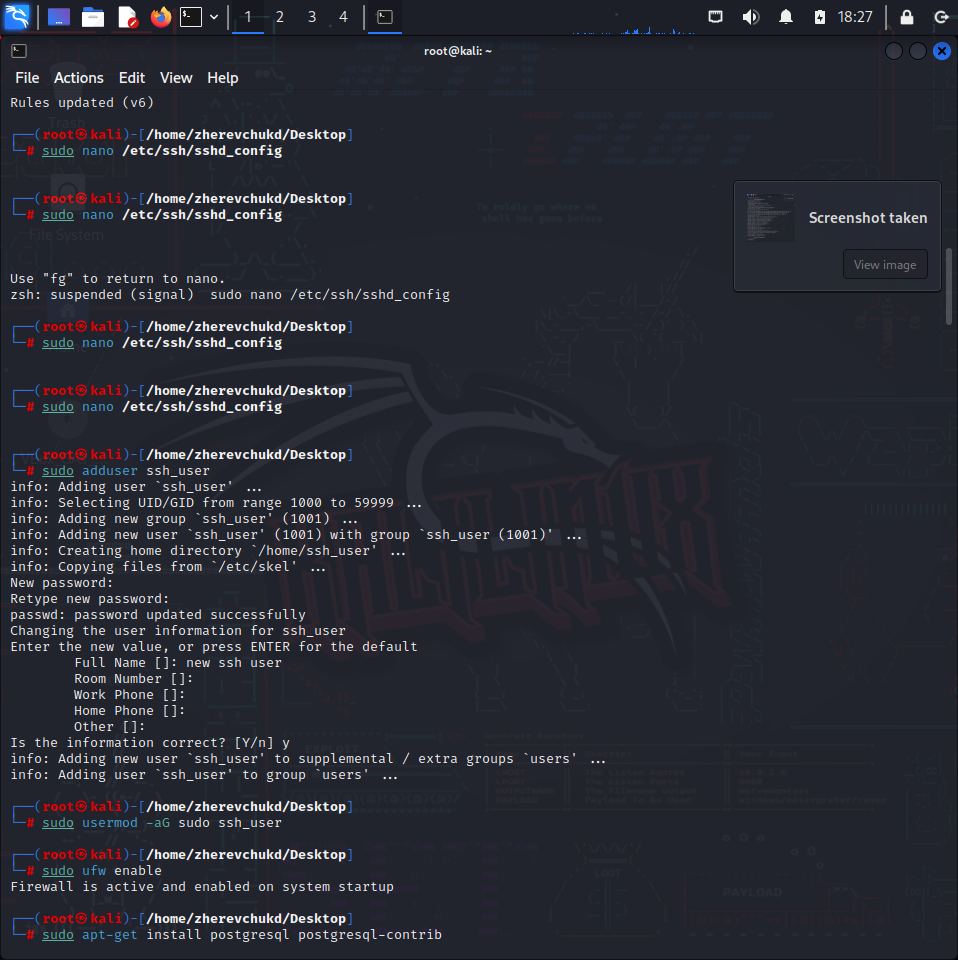 1 2 3 4
18:27
root@kali: ~
File Actions Edit View Help
Rules updated (v6)
┌──(root㉿kali)-[/home/zherevchukd/Desktop]
└─# sudo nano /etc/ssh/sshd_config
┌──(root㉿kali)-[/home/zherevchukd/Desktop]
└─# sudo nano /etc/ssh/sshd_config
Screenshot taken
View image
Trash
File System
Use "fg" to return to nano.
zsh: suspended (signal)  sudo nano /etc/ssh/sshd_config
┌──(root㉿kali)-[/home/zherevchukd/Desktop]
└─# sudo nano /etc/ssh/sshd_config
┌──(root㉿kali)-[/home/zherevchukd/Desktop]
└─# sudo nano /etc/ssh/sshd_config
┌──(root㉿kali)-[/home/zherevchukd/Desktop]
└─# sudo adduser ssh_user
info: Adding user `ssh_user' ...
info: Selecting UID/GID from range 1000 to 59999 ...
info: Adding new group `ssh_user' (1001) ...
info: Adding new user `ssh_user' (1001) with group `ssh_user (1001)' ...
info: Creating home directory `/home/ssh_user' ...
info: Copying files from `/etc/skel' ...
New password:
Retype new password:
passwd: password updated successfully
Changing the user information for ssh_user
Enter the new value, or press ENTER for the default
Full Name []: new ssh user
Room Number []:
Work Phone []:
Home Phone []:
Other []:
Is the information correct? [Y/n] y
info: Adding new user `ssh_user' to supplemental / extra groups `users' ...
info: Adding user `ssh_user' to group `users' ...
┌──(root㉿kali)-[/home/zherevchukd/Desktop]
└─# sudo usermod -aG sudo ssh_user
┌──(root㉿kali)-[/home/zherevchukd/Desktop]
└─# sudo ufw enable
Firewall is active and enabled on system startup
┌──(root㉿kali)-[/home/zherevchukd/Desktop]
└─# sudo apt-get install postgresql postgresql-contrib
EXPLOIT
LOOT
PAYLOAD